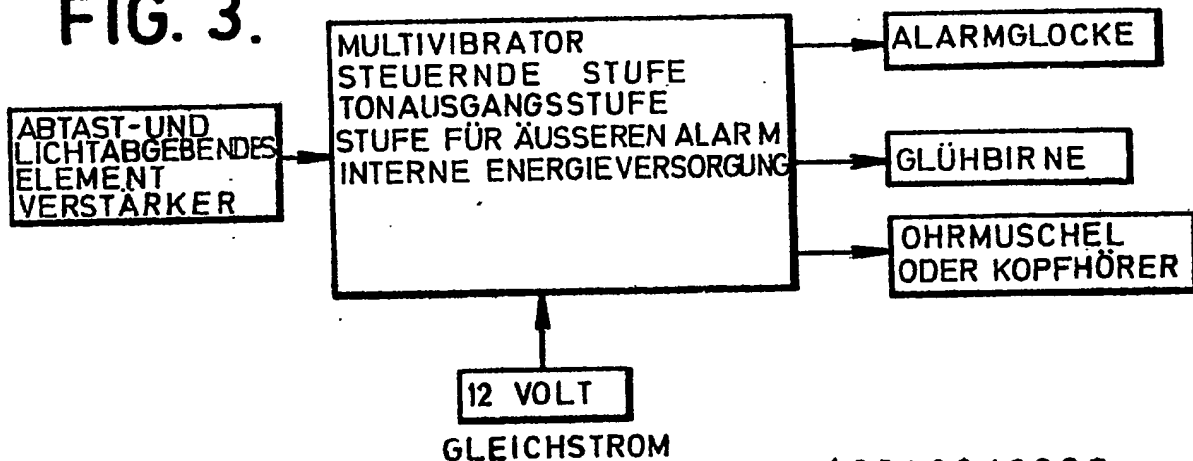 FIG. 3.
ABTAST-UND
LICHTABGEBENDES
ELEMENT
VERSTÄRKER
MULTIVIBRATOR
STEUERNDE STUFE
TONAUSGANGSSTUFE
STUFE FÜR ÄUSSEREN ALARM
INTERNE ENERGIEVERSORGUNG
ALARMGLOCKE
GLÜHBIRNE
OHRMUSCHEL
ODER KOPFHÖRER
12 VOLT
GLEICHSTROM